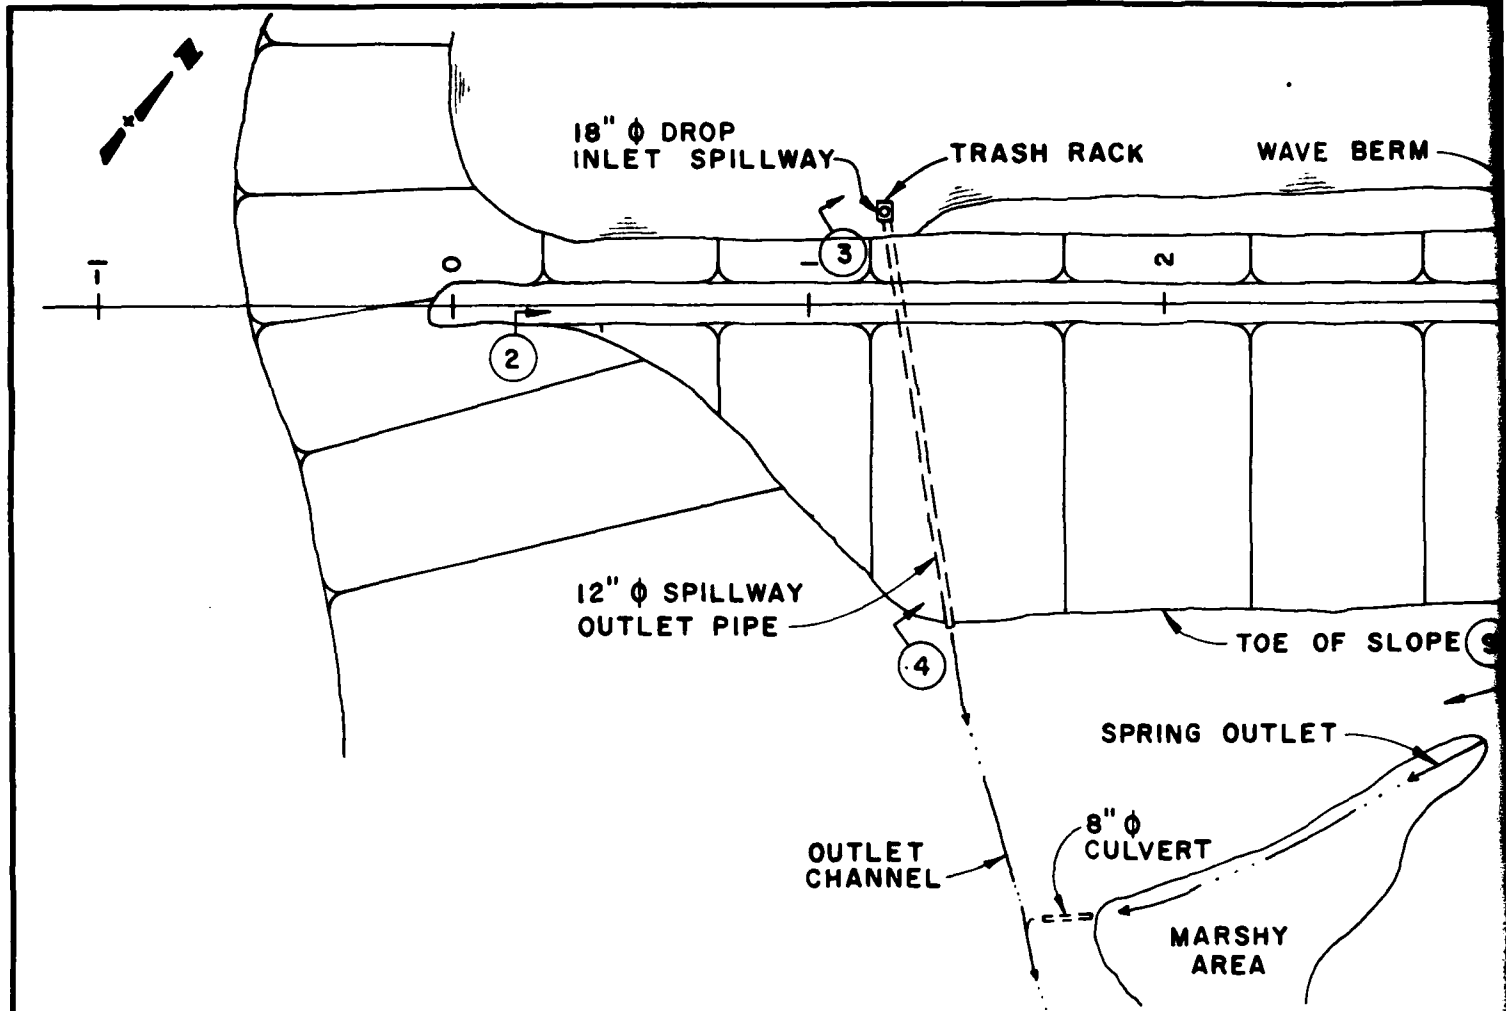 N
18" ϕ DROP
INLET SPILLWAY
TRASH RACK
WAVE BERM
3
-1
0
1
2
2
12" ϕ SPILLWAY
OUTLET PIPE
4
TOE OF SLOPE
9
SPRING OUTLET
8" ϕ
CULVERT
OUTLET
CHANNEL
MARSHY
AREA